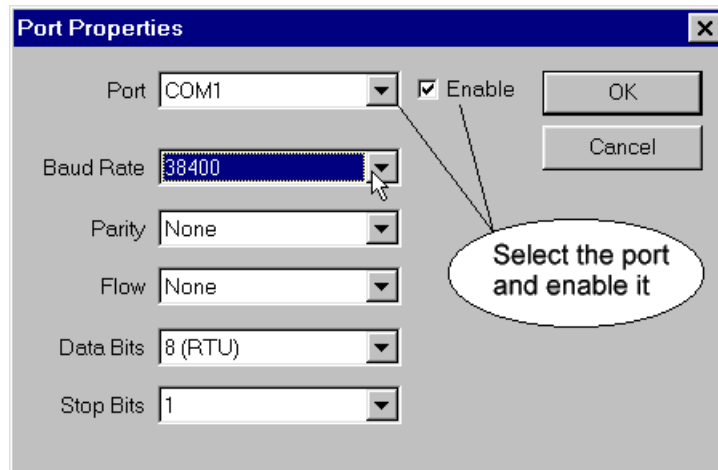 Port Properties
Port COM1 Enable OK
Cancel
Baud Rate 38400
Parity None
Select the port
and enable it
Flow None
Data Bits 8 (RTU)
Stop Bits 1